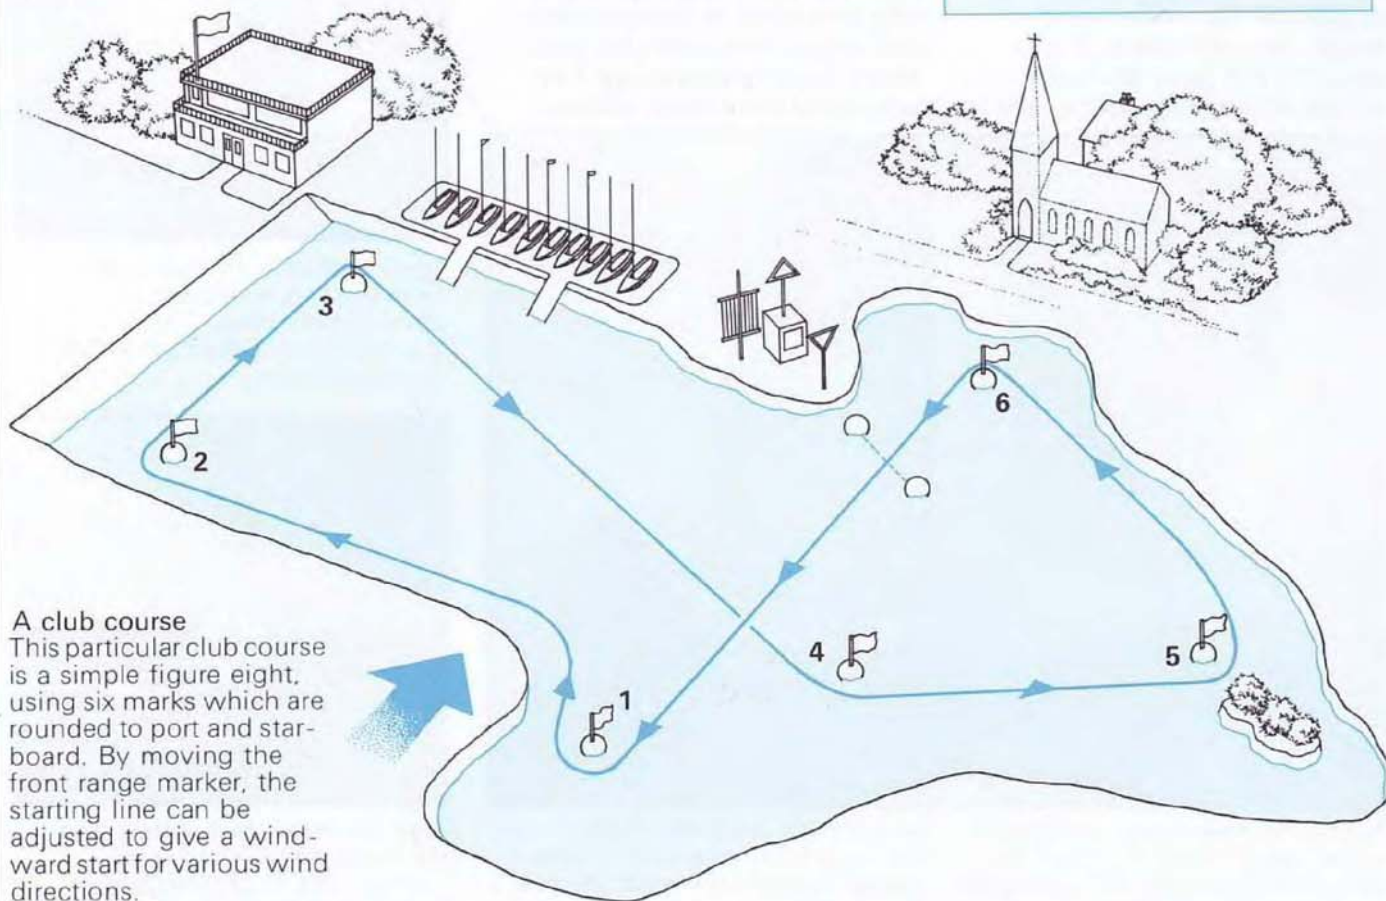 3
6
2
4
5
1
A club course
This particular club course
is a simple figure eight,
using six marks which are
rounded to port and star-
board. By moving the
front range marker, the
starting line can be
adjusted to give a wind-
ward start for various wind
directions.